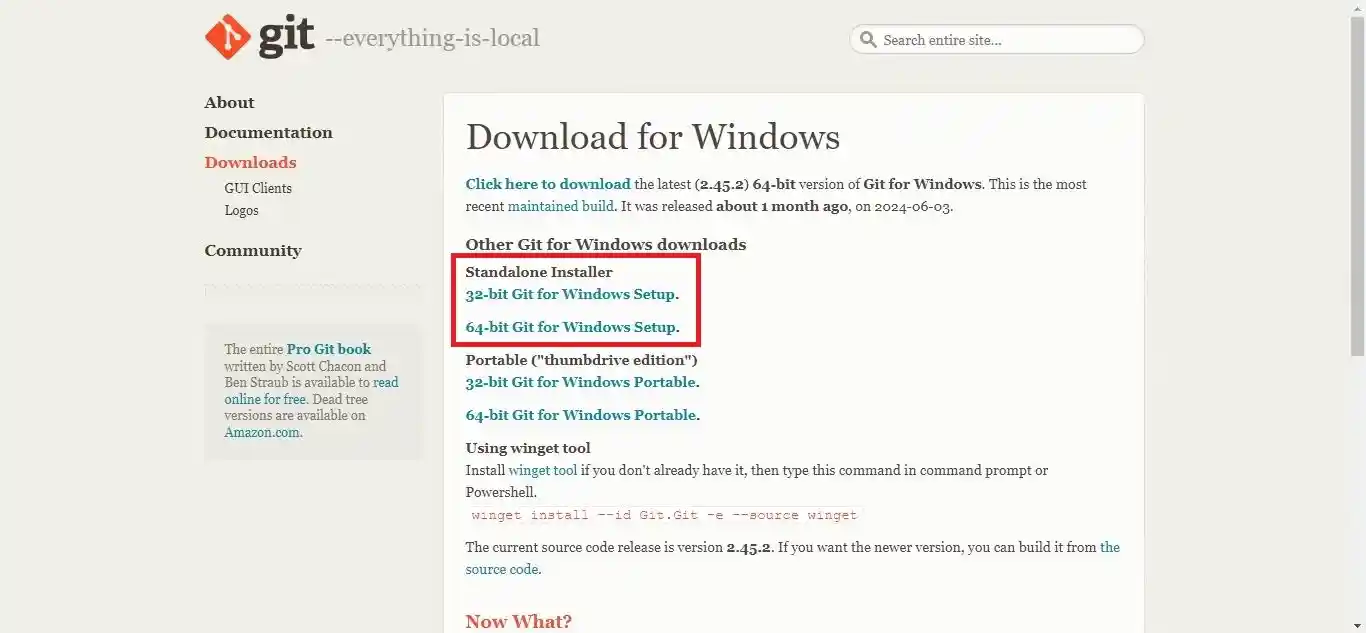 git --everything-is-local
Search entire site...
About
Documentation
Downloads
GUI Clients
Logos
Community
The entire Pro Git book
written by Scott Chacon and
Ben Straub is available to read
online for free. Dead tree
versions are available on
Amazon.com.
Download for Windows
Click here to download the latest (2.45.2) 64-bit version of Git for Windows. This is the most
recent maintained build. It was released about 1 month ago, on 2024-06-03.
Other Git for Windows downloads
Standalone Installer
32-bit Git for Windows Setup.
64-bit Git for Windows Setup.
Portable ("thumbdrive edition")
32-bit Git for Windows Portable.
64-bit Git for Windows Portable.
Using winget tool
Install winget tool if you don't already have it, then type this command in command prompt or
Powershell.
winget install --id Git.Git -e --source winget
The current source code release is version 2.45.2. If you want the newer version, you can build it from the
source code.
Now What?